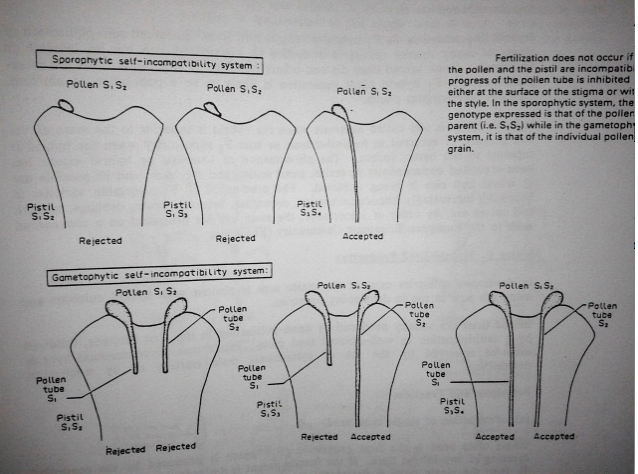 Sporophytic self-incompatibility system :
Pollen S₁S₂
Pollen S₁S₂
Pollen S₁S₂
Pistil
S₁S₂
Pistil
S₁S₃
Pistil
S₃S₄
Rejected
Rejected
Accepted
Fertilization does not occur if
the pollen and the pistil are incompatib
progress of the pollen tube is inhibited
either at the surface of the stigma or wit
the style. In the sporophytic system, the
genotype expressed is that of the pollen
parent (i.e. S₁S₂) while in the gametoph
system, it is that of the individual pollen
grain.
Gametophytic self-incompatibility system:
Pollen S₁S₂
Pollen
tube
S₂
Pollen
tube
S₁
Pistil
S₁S₂
Rejected
Rejected
Pollen S₁S₂
Pollen
tube
S₂
Pollen
tube
S₁
Pistil
S₁S₃
Rejected
Accepted
Pollen S₁S₂
Pollen
tube
S₂
Pollen
tube
S₁
Pistil
S₃S₄
Accepted
Accepted